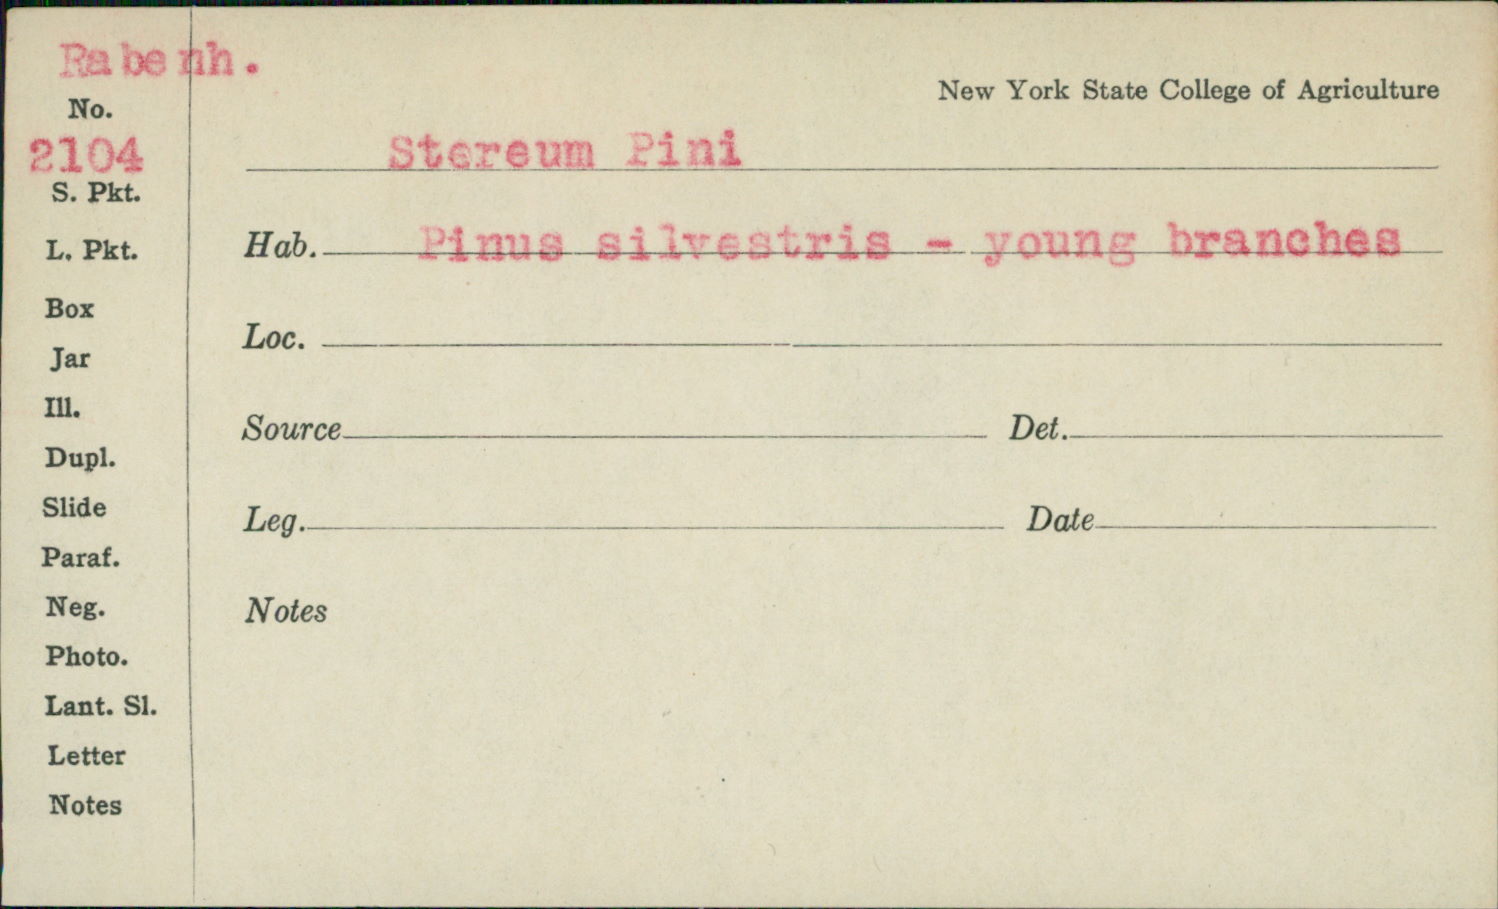 Rabenh.
No.
2104
S. Pkt.
L. Pkt.
Box
Jar
Ill.
Dupl.
Slide
Paraf.
Neg.
Photo.
Lant. Sl.
Letter
Notes
New York State College of Agriculture
Stereum Pini
Hab. Pinus silvestris - young branches
Loc.
Source Det.
Leg. Date
Notes